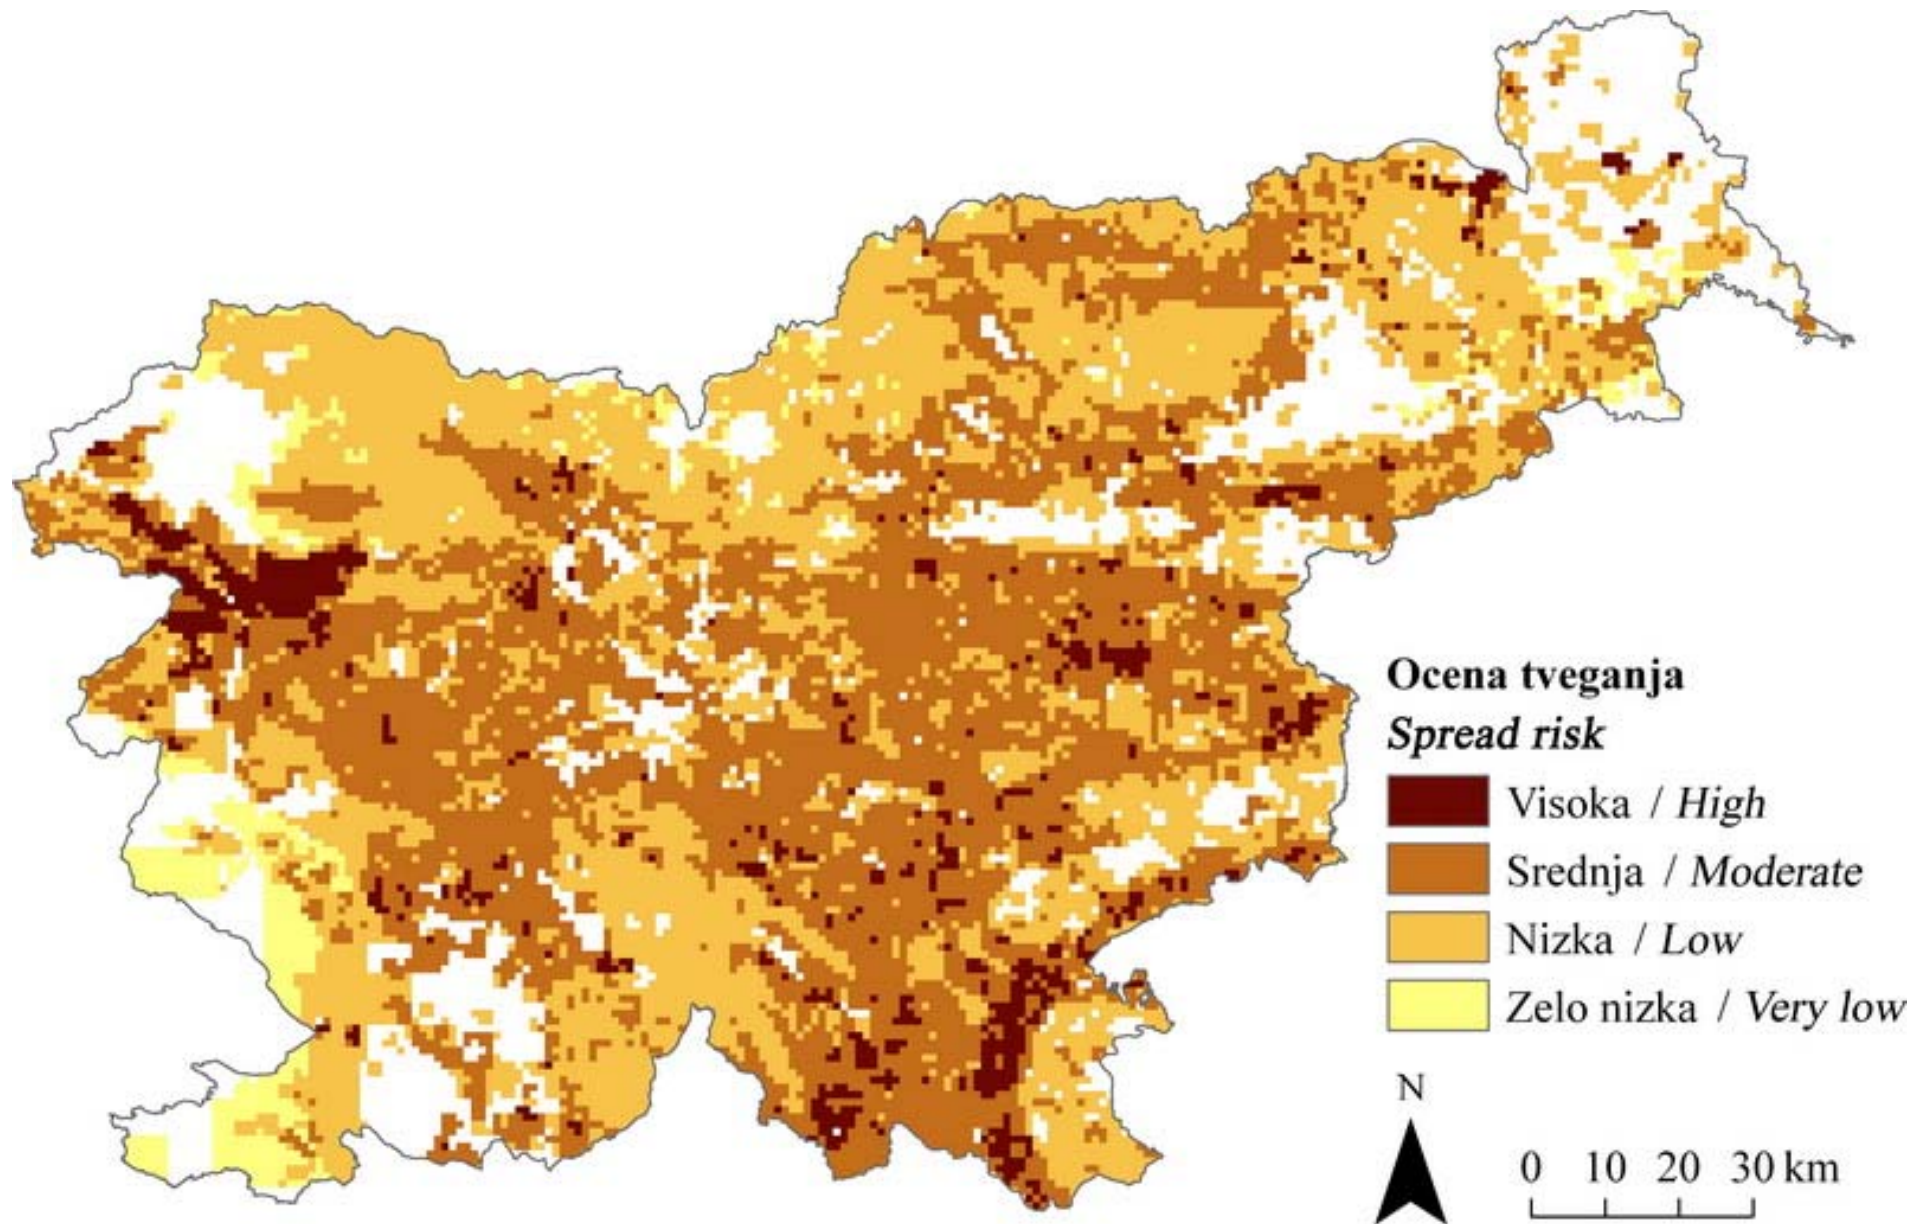 Ocena tveganja
Spread risk
Visoka / High
Srednja / Moderate
Nizka / Low
Zelo nizka / Very low
N
0 10 20 30 km